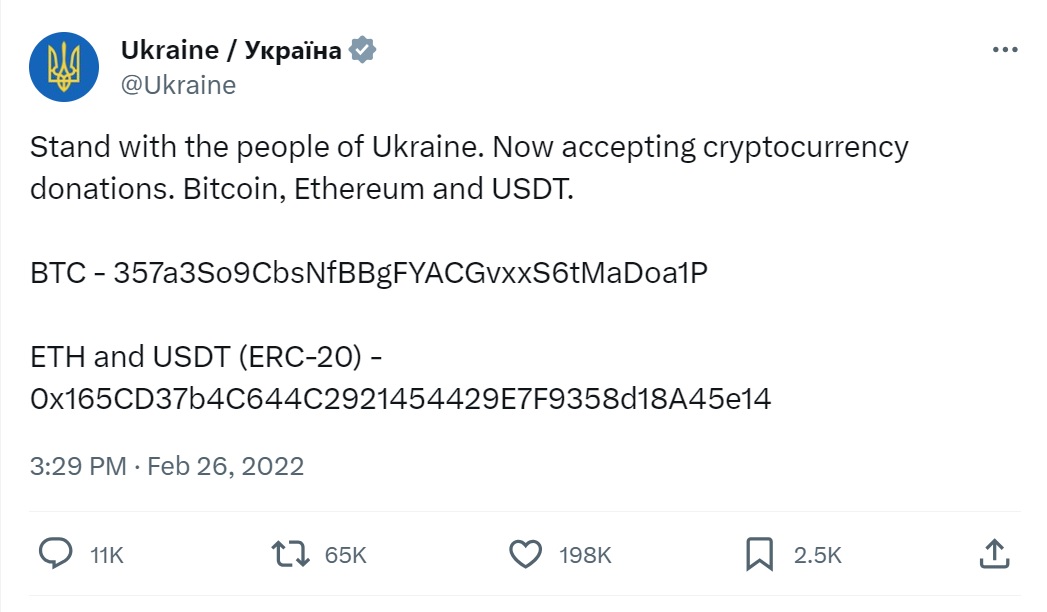 Ukraine / Україна
@Ukraine
Stand with the people of Ukraine. Now accepting cryptocurrency
donations. Bitcoin, Ethereum and USDT.
BTC - 357a3So9CbsNfBBgFYACGvxxS6tMaDoa1P
ETH and USDT (ERC-20) -
0x165CD37b4C644C2921454429E7F9358d18A45e14
3:29 PM · Feb 26, 2022
11K 65K 198K 2.5K